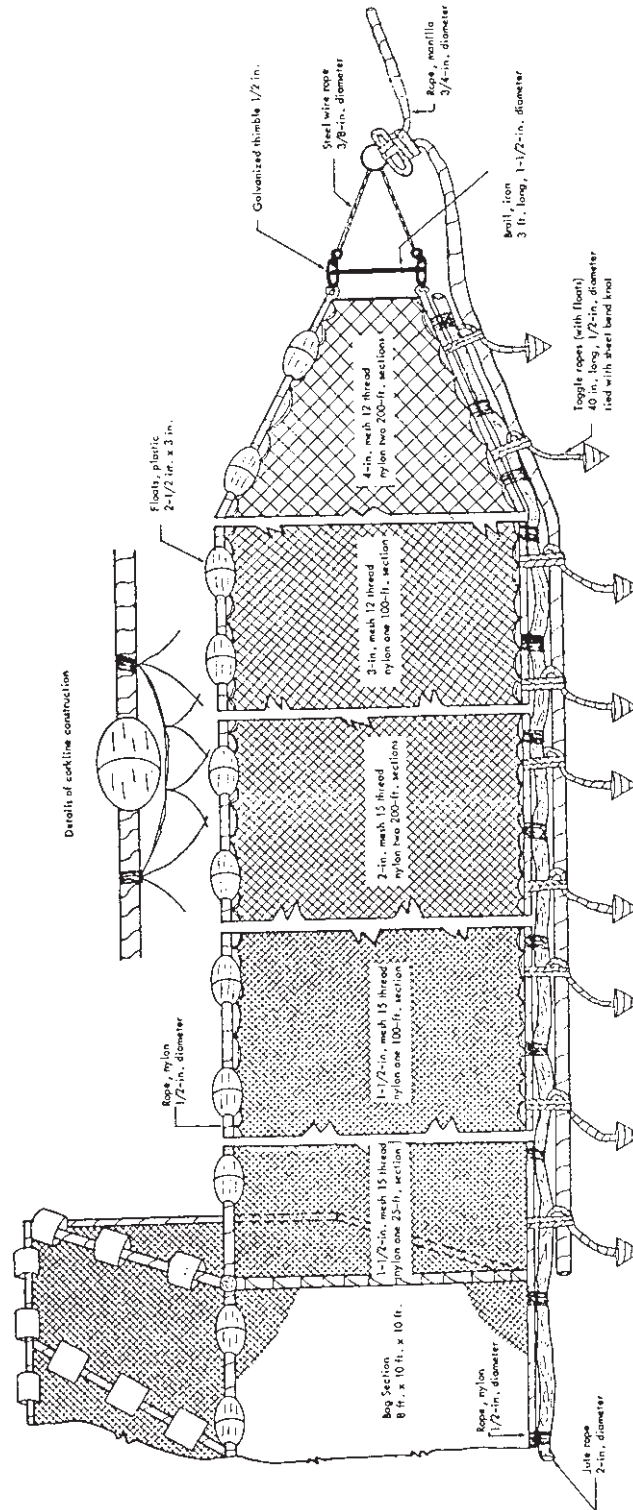 Details of corkline construction
Galvanized thimble 1/2 in.
Steel wire rope
3/8-in. diameter
Rope, manilla
3/4-in. diameter
Brail, iron
3 ft. long, 1-1/2-in. diameter
Toggle ropes (with floats)
40 in. long, 1/2-in. diameter
tied with sheet bend knot
Floats, plastic
2-1/2 in. x 3 in.
4-in. mesh 12 thread
nylon two 200-ft. sections
3-in. mesh 12 thread
nylon one 100-ft. section
2-in. mesh 15 thread
nylon two 200-ft. sections
1-1/2-in. mesh 15 thread
nylon one 100-ft. section
1-1/2-in. mesh 15 thread
nylon one 25-ft. section
Rope, nylon
1/2-in. diameter
Bag Section
8 ft. x 10 ft. x 10 ft.
Rope, nylon
1/2-in. diameter
Jute rope
2-in. diameter